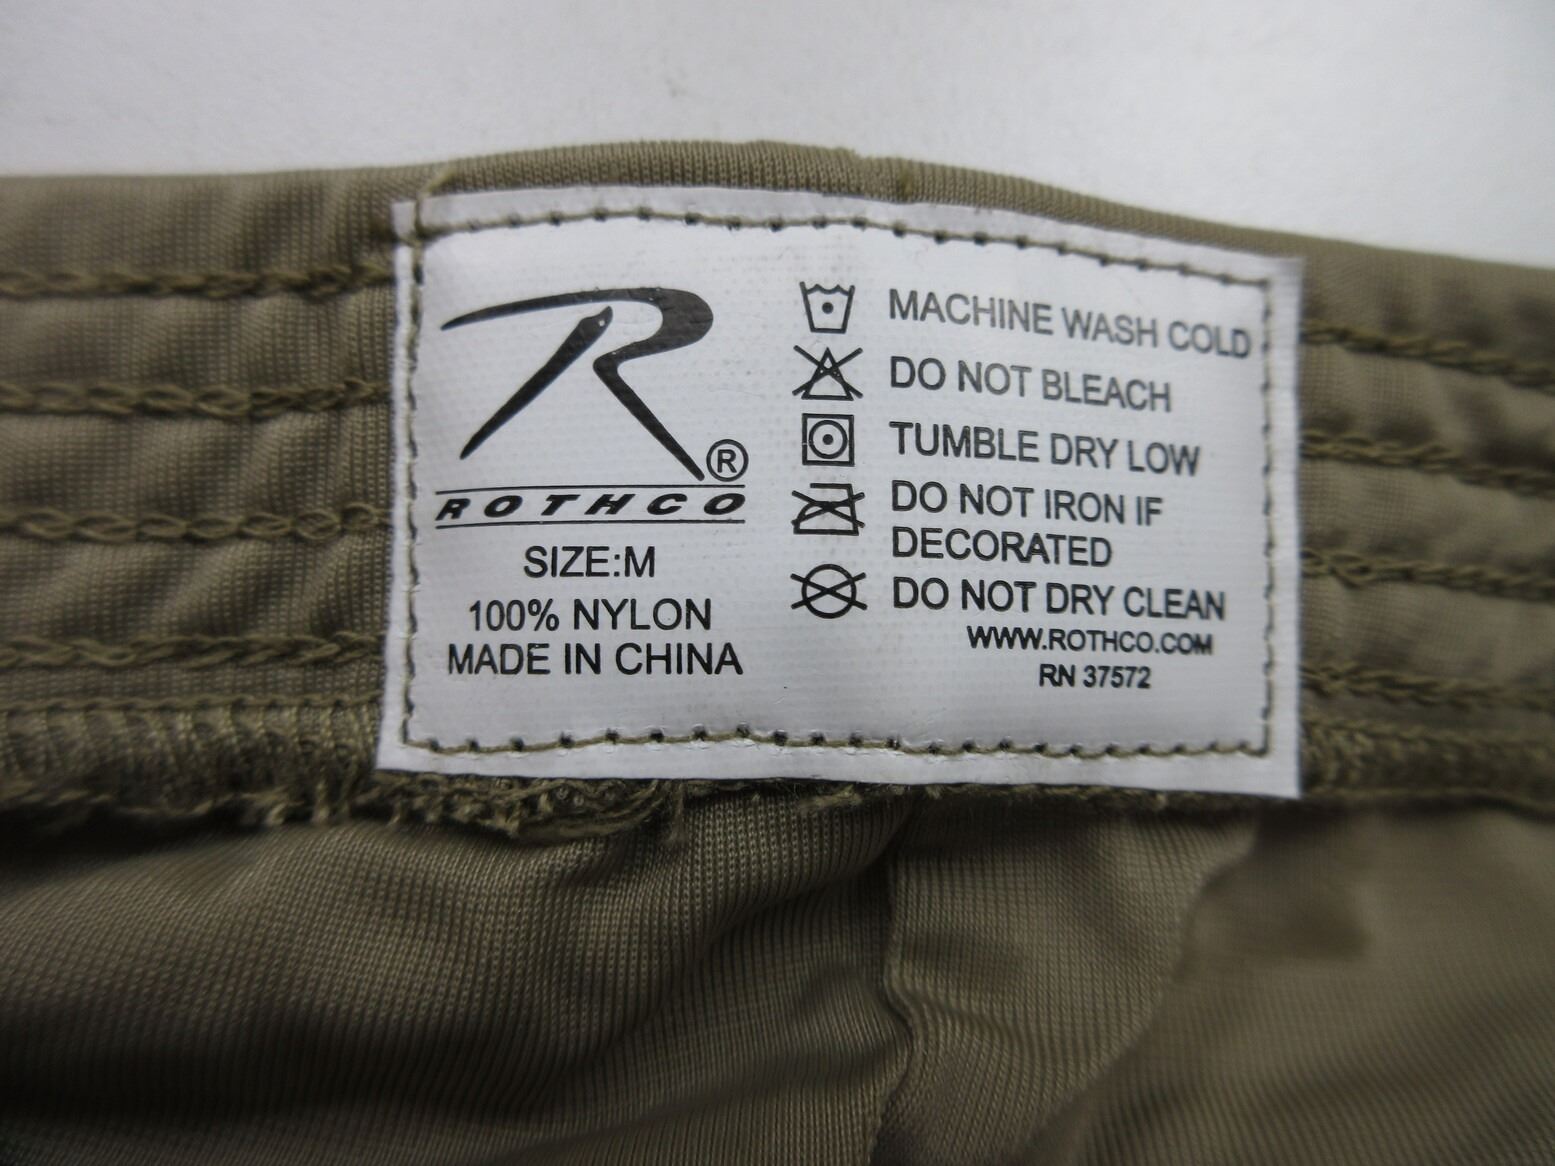 R®
ROTHCO
SIZE:M
100% NYLON
MADE IN CHINA
MACHINE WASH COLD
DO NOT BLEACH
TUMBLE DRY LOW
DO NOT IRON IF
DECORATED
DO NOT DRY CLEAN
WWW.ROTHCO.COM
RN 37572